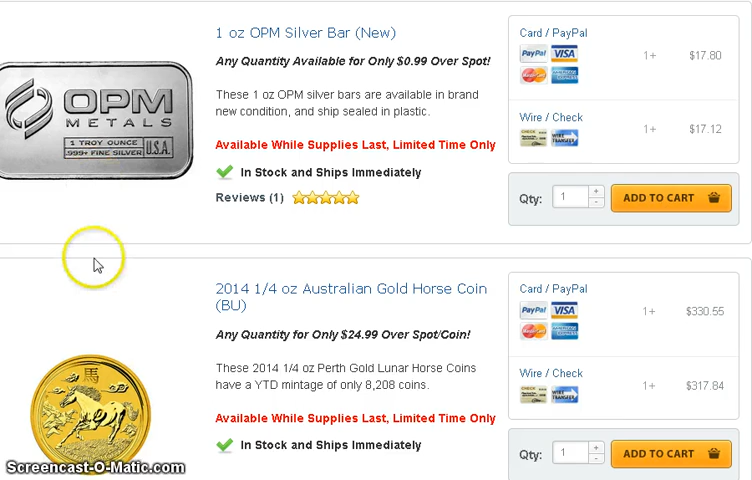 1 oz OPM Silver Bar (New)
Any Quantity Available for Only $0.99 Over Spot!
These 1 oz OPM silver bars are available in brand
new condition, and ship sealed in plastic.
Available While Supplies Last, Limited Time Only
In Stock and Ships Immediately
Reviews (1)
OPM
METALS
1 TROY OUNCE
.999+ FINE SILVER
U.S.A.
Card / PayPal
PayPal VISA
1+ $17.80
Wire / Check
1+ $17.12
Qty: 1 + - ADD TO CART
2014 1/4 oz Australian Gold Horse Coin
(BU)
Any Quantity for Only $24.99 Over Spot/Coin!
These 2014 1/4 oz Perth Gold Lunar Horse Coins
have a YTD mintage of only 8,208 coins.
Available While Supplies Last, Limited Time Only
In Stock and Ships Immediately
馬
Card / PayPal
PayPal VISA
1+ $330.55
Wire / Check
1+ $317.84
Qty: 1 + - ADD TO CART
Screencast-O-Matic.com